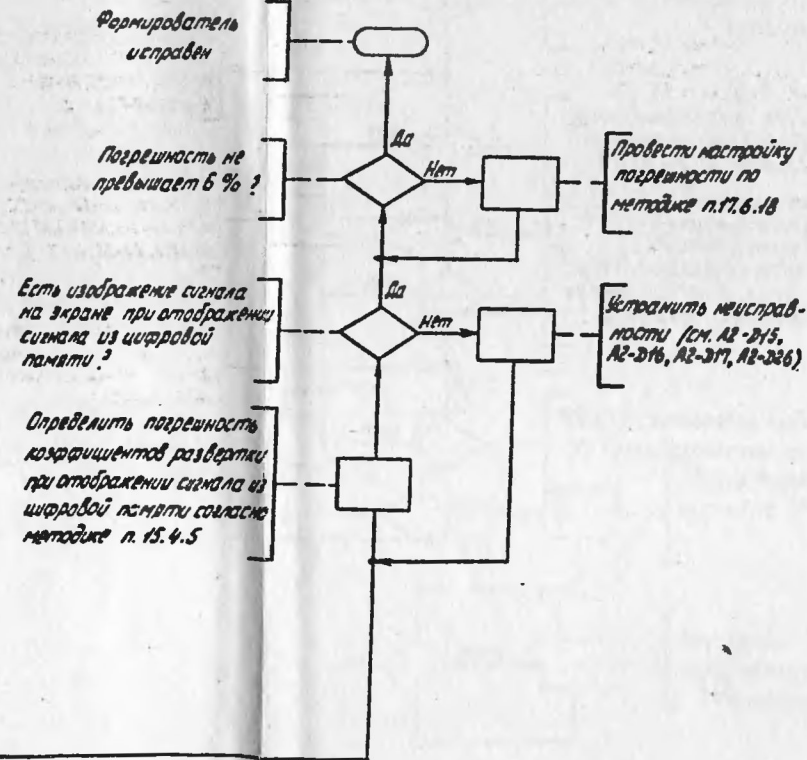 Формирователь
исправен
Да
Погрешность не
превышает 6 % ?
Нет
Провести настройку
погрешности по
методике п.17.6.18
Да
Есть изображение сигнала
на экране при отображении
сигнала из цифровой
памяти ?
Нет
Устранить неисправ-
ности (см. А2-D15,
А2-D16, А2-D17, А2-D26)
Определить погрешность
коэффициентов развертки
при отображении сигнала из
цифровой памяти согласно
методике п. 15.4.5